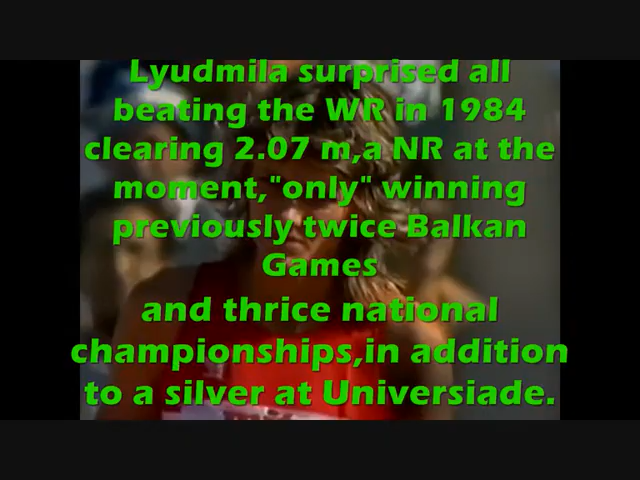 Lyudmila surprised all
beating the WR in 1984
clearing 2.07 m,a NR at the
moment,"only" winning
previously twice Balkan
Games
and thrice national
championships,in addition
to a silver at Universiade.